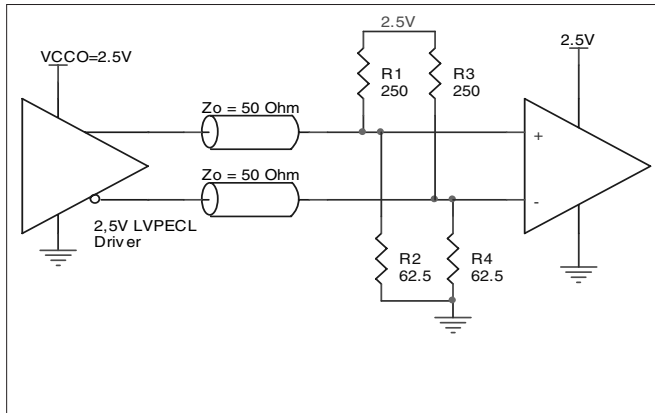 2.5V
VCCO=2.5V
2.5V
R1
250
R3
250
Zo = 50 Ohm
+
Zo = 50 Ohm
-
2,5V LVPECL
Driver
R2
62.5
R4
62.5